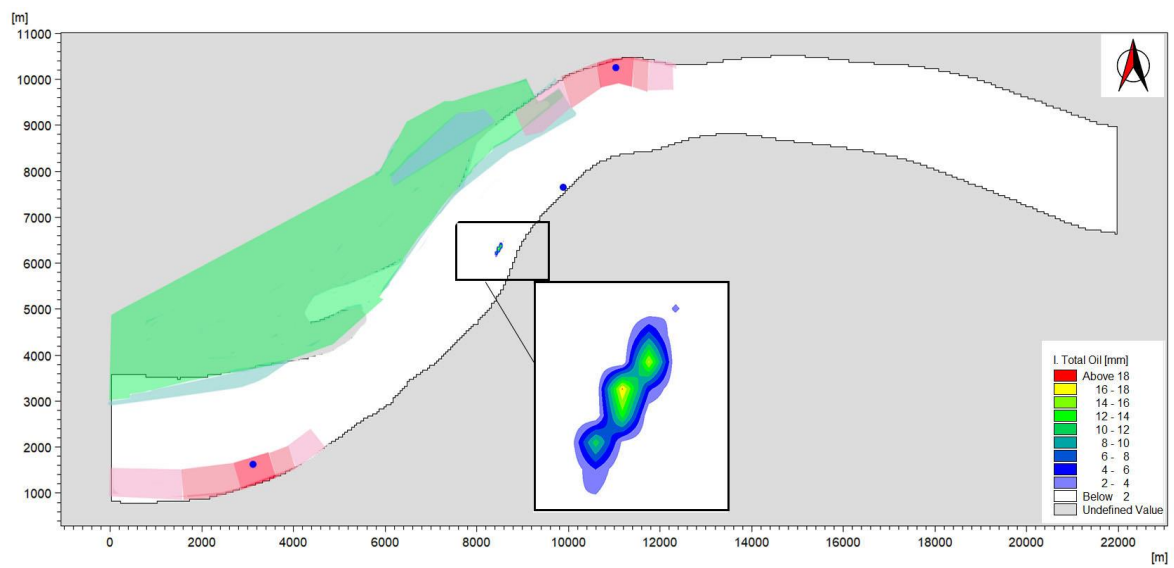 [m]
11000
10000
9000
8000
7000
6000
5000
4000
3000
2000
1000
0
2000
4000
6000
8000
10000
12000
14000
16000
18000
20000
22000
[m]
I. Total Oil [mm]
Above 18
16 - 18
14 - 16
12 - 14
10 - 12
8 - 10
6 - 8
4 - 6
2 - 4
Below 2
Undefined Value